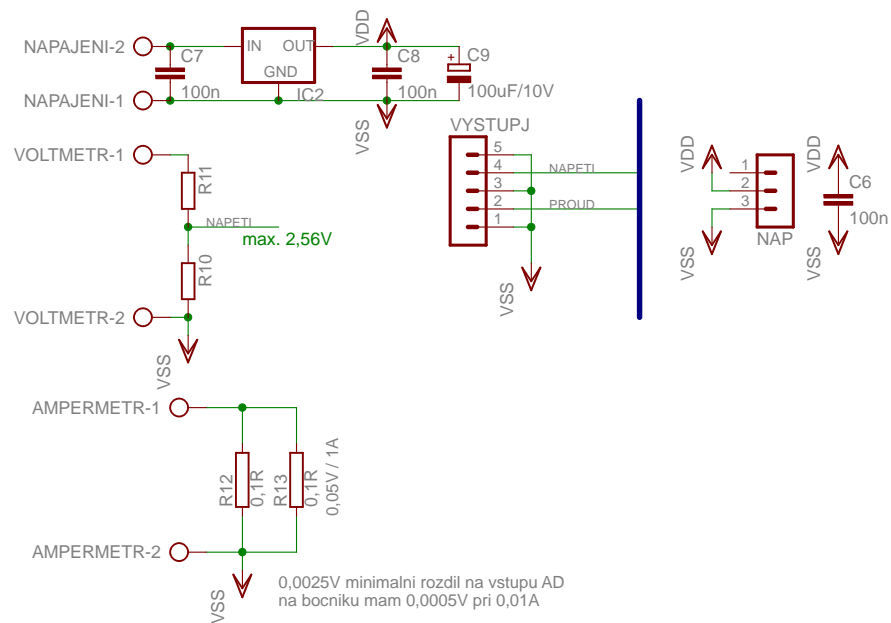 NAPAJENI-2
C7
100n
IN
OUT
GND
IC2
VDD
C8
100n
C9
+
100uF/10V
NAPAJENI-1
VSS
VOLTMETR-1
R11
NAPETI
max. 2,56V
R10
VOLTMETR-2
VSS
VYSTUPJ
5
4
3
2
1
NAPETI
PROUD
VSS
VDD
1
2
3
NAP
VSS
VDD
C6
100n
VSS
AMPERMETR-1
R12
0,1R
R13
0,1R
0,05V / 1A
AMPERMETR-2
VSS
0,0025V minimalni rozdil na vstupu AD
na bocniku mam 0,0005V pri 0,01A